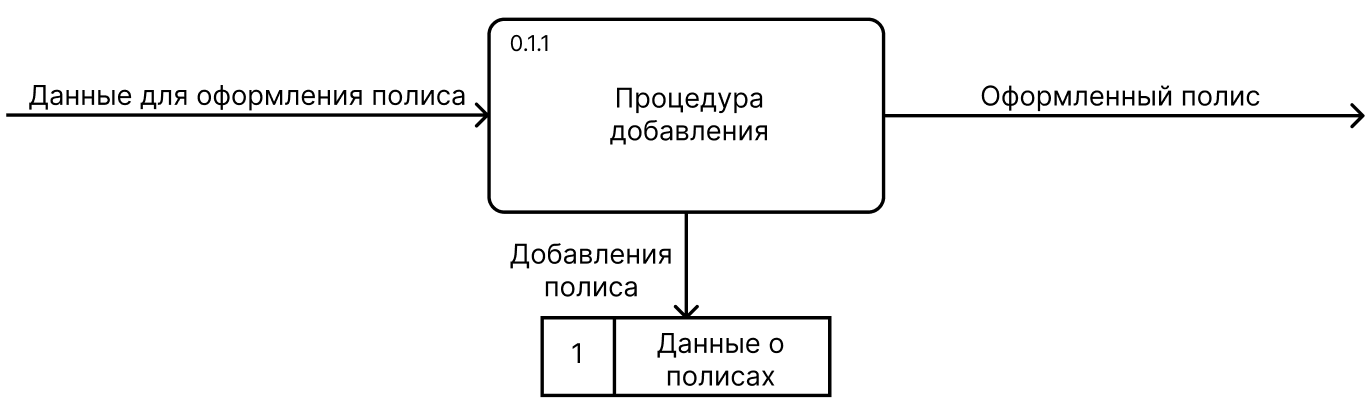 0.1.1
Данные для оформления полиса
Процедура
добавления
Оформленный полис
Добавления
полиса
1
Данные о
полисах